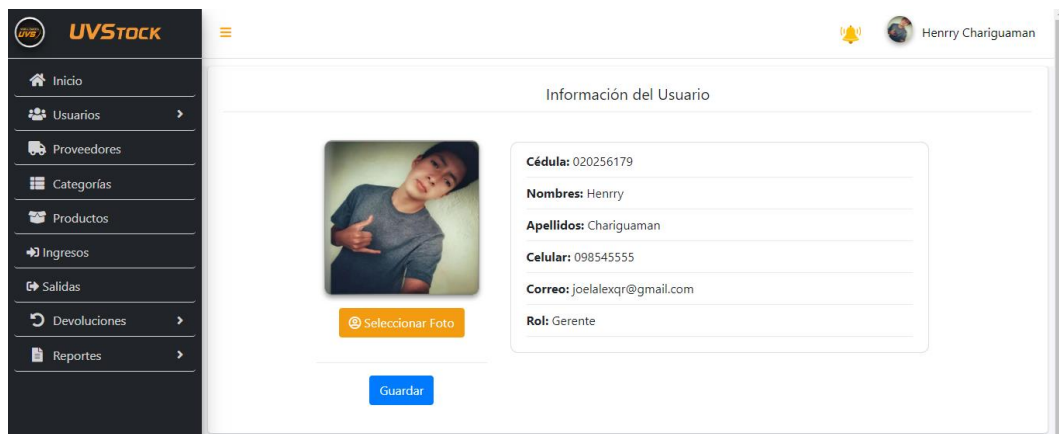 UVS
UVSTOCK
Henrry Chariguaman
Inicio
Usuarios
Proveedores
Categorías
Productos
Ingresos
Salidas
Devoluciones
Reportes
Información del Usuario
Seleccionar Foto
Guardar
Cédula: 020256179
Nombres: Henrry
Apellidos: Chariguaman
Celular: 098545555
Correo: joelalexqr@gmail.com
Rol: Gerente